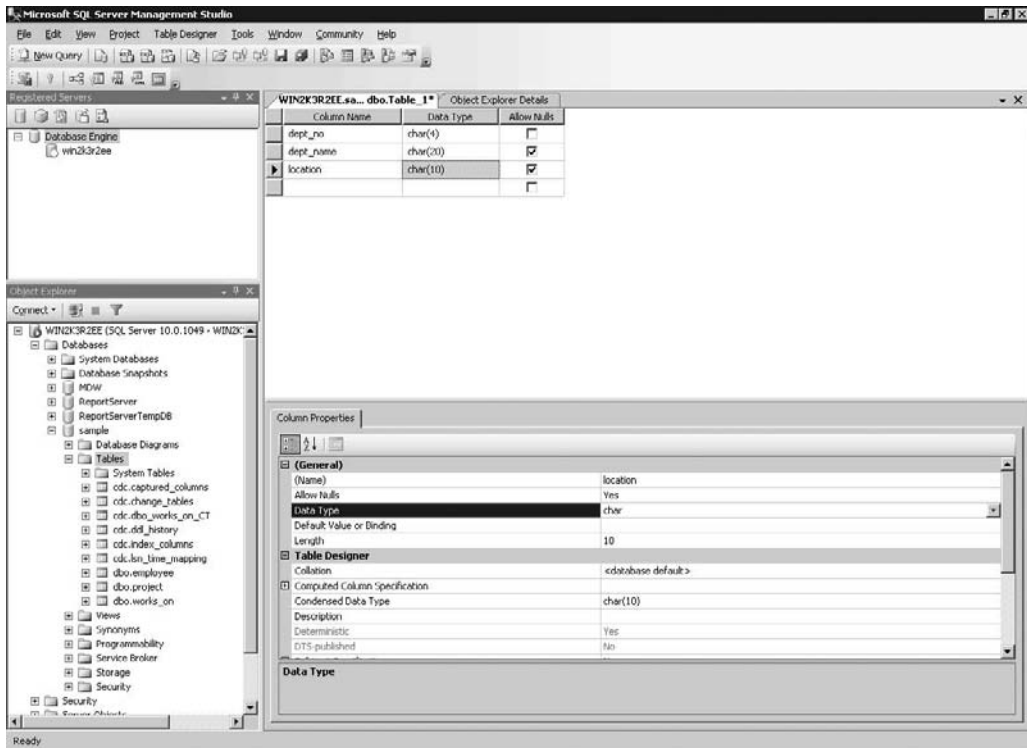 Microsoft SQL Server Management Studio
File Edit View Project Table Designer Tools Window Community Help
New Query
Registered Servers
Database Engine
win2k3r2ee
Object Explorer
Connect
WIN2K3R2EE (SQL Server 10.0.1049 - WIN2K
Databases
System Databases
Database Snapshots
MDW
ReportServer
ReportServerTempDB
sample
Database Diagrams
Tables
System Tables
cdc.captured_columns
cdc.change_tables
cdc.dbo_works_on_CT
cdc.ddl_history
cdc.index_columns
cdc.lsn_time_mapping
dbo.employee
dbo.project
dbo.works_on
Views
Synonyms
Programmability
Service Broker
Storage
Security
Security
Server Objects
WIN2K3R2EE.sa... dbo.Table_1* Object Explorer Details
Column Name Data Type Allow Nulls
dept_no char(4)
dept_name char(20)
location char(10)
Column Properties
(General)
(Name) location
Allow Nulls Yes
Data Type char
Default Value or Binding
Length 10
Table Designer
Collation <database default>
Computed Column Specification
Condensed Data Type char(10)
Description
Deterministic Yes
DTS-published No
Data Type
Ready